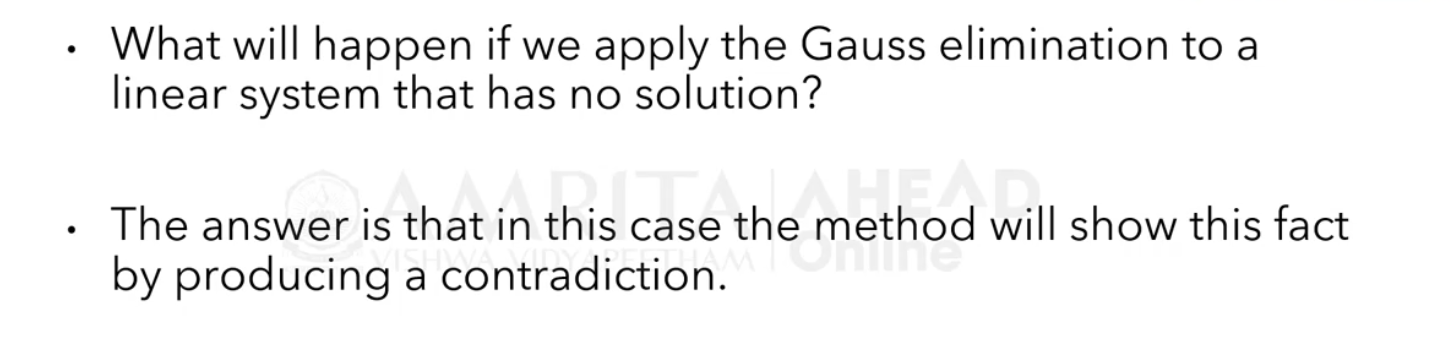 • What will happen if we apply the Gauss elimination to a
linear system that has no solution?
• The answer is that in this case the method will show this fact
by producing a contradiction.
AMRITA AHEAD
VISHWA VIDYAPEETHAM Online